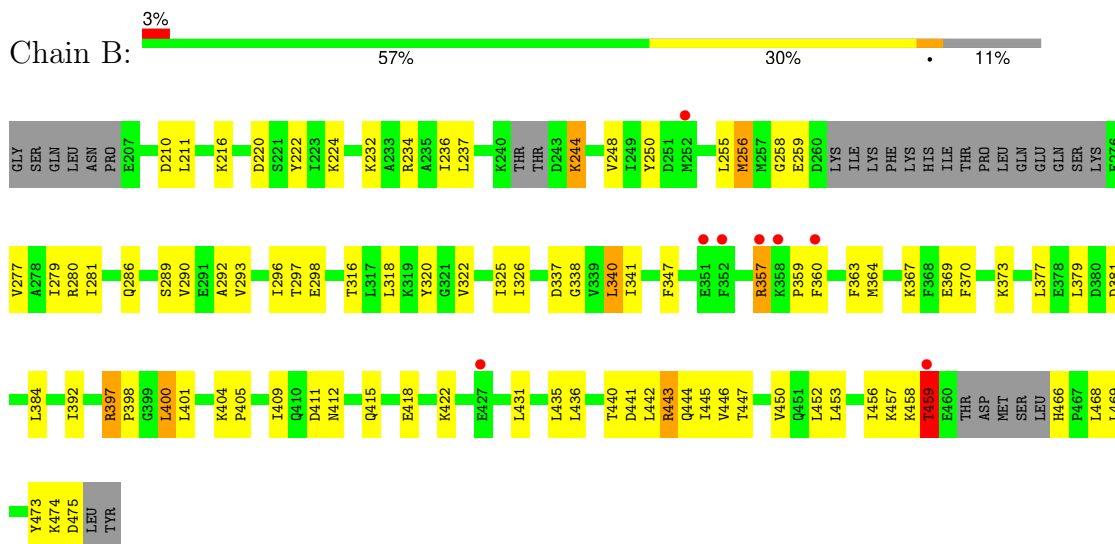 3%
Chain B:
57% 30% • 11%
GLY SER GLN LEU ASN PRO E207 D210 L211 K216 D220 S221 Y222 I223 K224 K232 A233 R234 A235 I236 L237 K240 THR THR D243 K244 V248 I249 Y250 D251 M252 L255 M256 M257 G258 E259 D260 LYS ILE LYS PHE LYS HIS ILE THR PRO LEU GLN GLU GLN SER LYS E276
V277 A278 I279 R280 I281 Q286 S289 V290 E291 A292 V293 I296 T297 E298 T316 L317 L318 K319 Y320 G321 V322 I325 I326 D337 G338 V339 L340 I341 F347 E351 F352 R357 K358 P359 F360 F363 M364 K367 F368 E369 F370 K373 L377 E378 L379 D380 D381
L384 I392 R397 P398 G399 L400 L401 K404 P405 I409 Q410 D411 N412 Q415 E418 K422 E427 L431 L435 L436 T440 D441 L442 R443 Q444 I445 V446 T447 V450 Q451 L452 L453 I456 K457 K458 T459 E460 THR ASP MET SER LEU H466 P467 L468 L469
Y473 K474 D475 LEU TYR